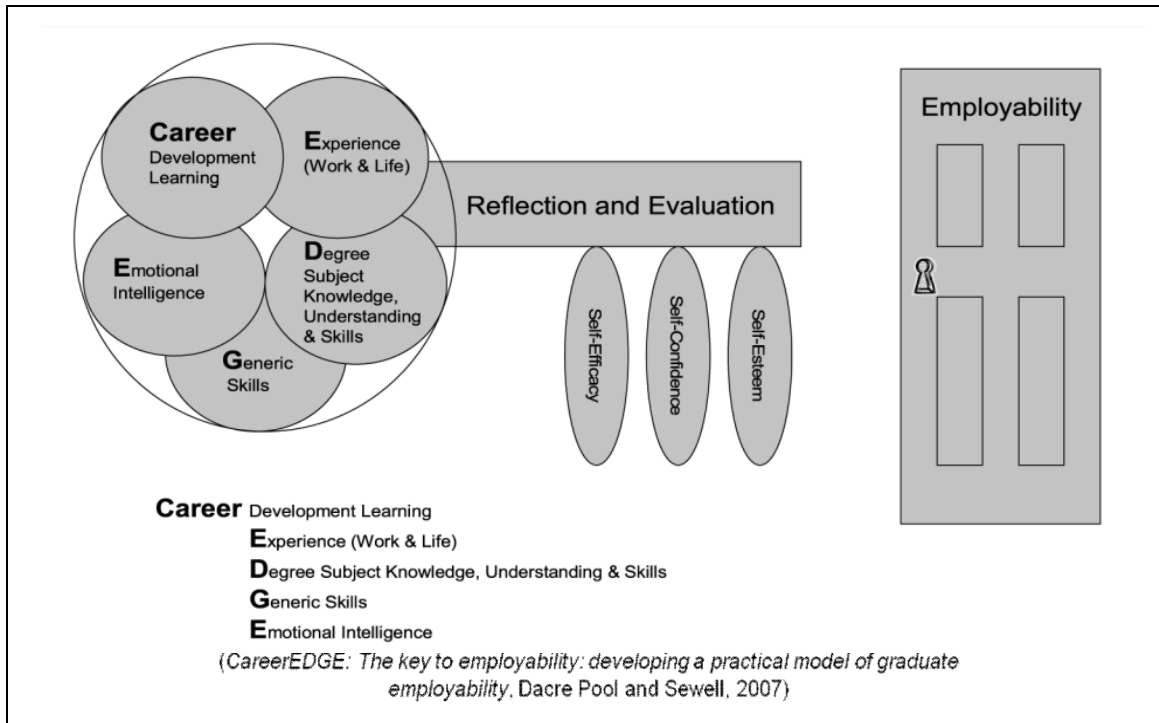 Career
Development
Learning
Experience
(Work & Life)
Emotional
Intelligence
Degree
Subject
Knowledge,
Understanding
& Skills
Generic
Skills
Reflection and Evaluation
Self-Efficacy
Self-Confidence
Self-Esteem
Employability
Career Development Learning
Experience (Work & Life)
Degree Subject Knowledge, Understanding & Skills
Generic Skills
Emotional Intelligence
(CareerEDGE: The key to employability: developing a practical model of graduate
employability, Dacre Pool and Sewell, 2007)